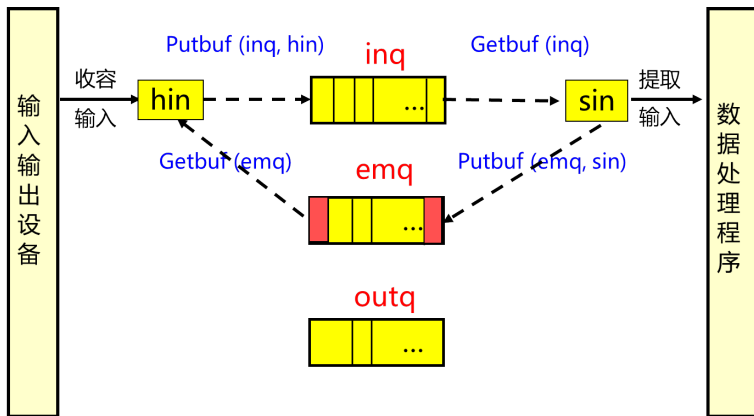 Putbuf (inq, hin)
inq
Getbuf (inq)
收容
输入
hin
...
sin
提取
输入
输入输出设备
数据处理程序
Getbuf (emq)
emq
Putbuf (emq, sin)
...
outq
...